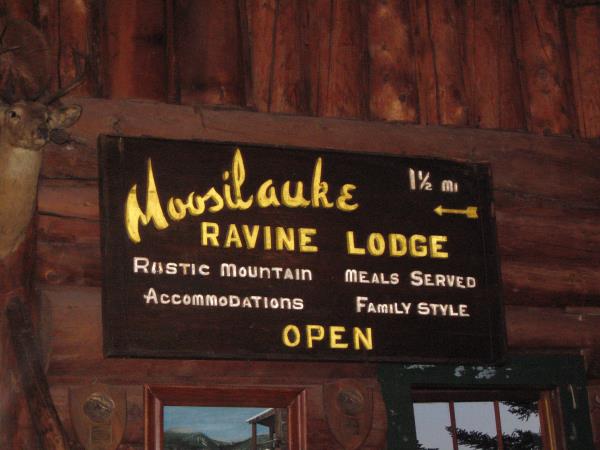 Moosilauke 1½ MI
RAVINE LODGE
RUSTIC MOUNTAIN MEALS SERVED
ACCOMMODATIONS FAMILY STYLE
OPEN